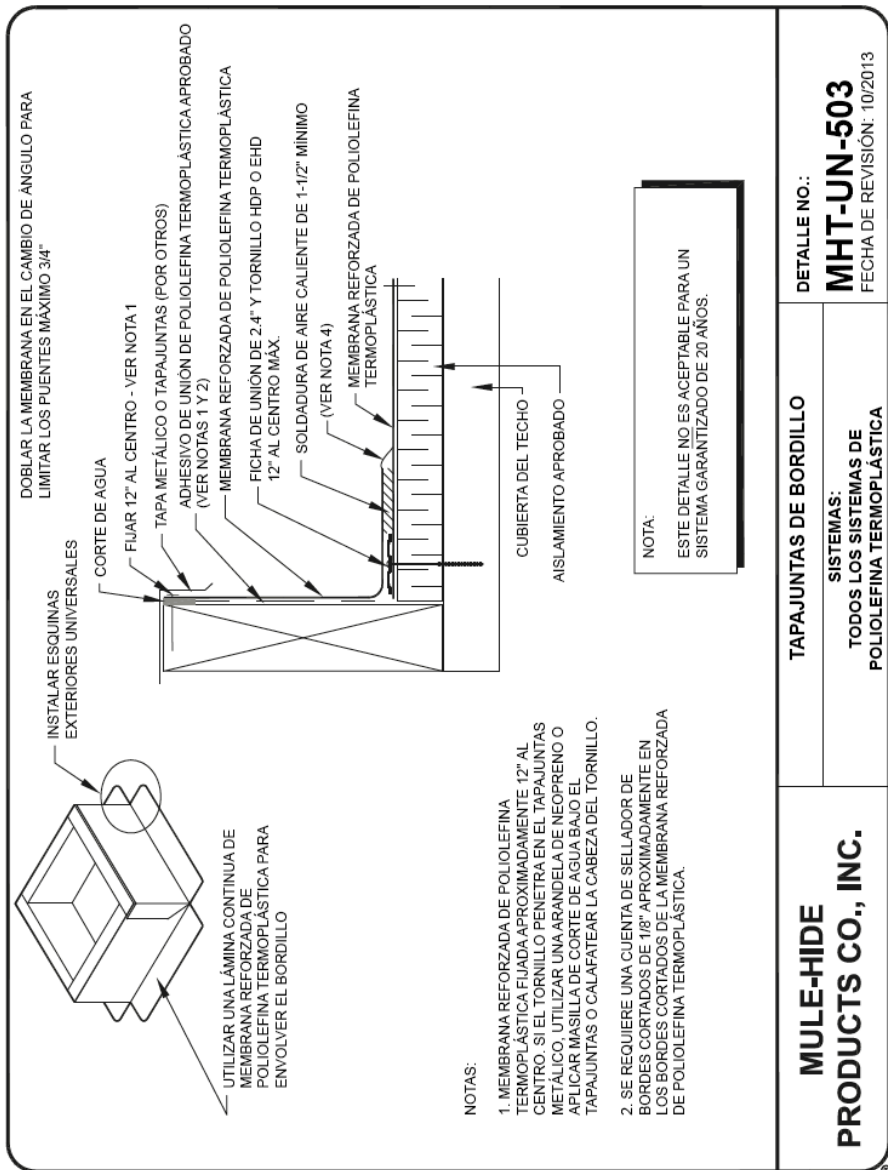 INSTALAR ESQUINAS
EXTERIORES UNIVERSALES
UTILIZAR UNA LÁMINA CONTINUA DE
MEMBRANA REFORZADA DE
POLIOLEFINA TERMOPLÁSTICA PARA
ENVOLVER EL BORDILLO
DOBLAR LA MEMBRANA EN EL CAMBIO DE ÁNGULO PARA
LIMITAR LOS PUENTES MÁXIMO 3/4"
CORTE DE AGUA
FIJAR 12" AL CENTRO - VER NOTA 1
TAPA METÁLICO O TAPAJUNTAS (POR OTROS)
ADHESIVO DE UNIÓN DE POLIOLEFINA TERMOPLÁSTICA APROBADO
(VER NOTAS 1 Y 2)
MEMBRANA REFORZADA DE POLIOLEFINA TERMOPLÁSTICA
FICHA DE UNIÓN DE 2.4" Y TORNILLO HDP O EHD
12" AL CENTRO MÁX.
SOLDADURA DE AIRE CALIENTE DE 1-1/2" MÍNIMO
(VER NOTA 4)
MEMBRANA REFORZADA DE POLIOLEFINA
TERMOPLÁSTICA
CUBIERTA DEL TECHO
AISLAMIENTO APROBADO
NOTAS:
1. MEMBRANA REFORZADA DE POLIOLEFINA
TERMOPLÁSTICA FIJADA APROXIMADAMENTE 12" AL
CENTRO. SI EL TORNILLO PENETRA EN EL TAPAJUNTAS
METÁLICO, UTILIZAR UNA ARANDELA DE NEOPRENO O
APLICAR MASILLA DE CORTE DE AGUA BAJO EL
TAPAJUNTAS O CALAFATEAR LA CABEZA DEL TORNILLO.
2. SE REQUIERE UNA CUENTA DE SELLADOR DE
BORDES CORTADOS DE 1/8" APROXIMADAMENTE EN
LOS BORDES CORTADOS DE LA MEMBRANA REFORZADA
DE POLIOLEFINA TERMOPLÁSTICA.
NOTA:
ESTE DETALLE NO ES ACEPTABLE PARA UN
SISTEMA GARANTIZADO DE 20 AÑOS.
MULE-HIDE
PRODUCTS CO., INC.
TAPAJUNTAS DE BORDILLO
SISTEMAS:
TODOS LOS SISTEMAS DE
POLIOLEFINA TERMOPLÁSTICA
DETALLE NO.:
MHT-UN-503
FECHA DE REVISIÓN: 10/2013